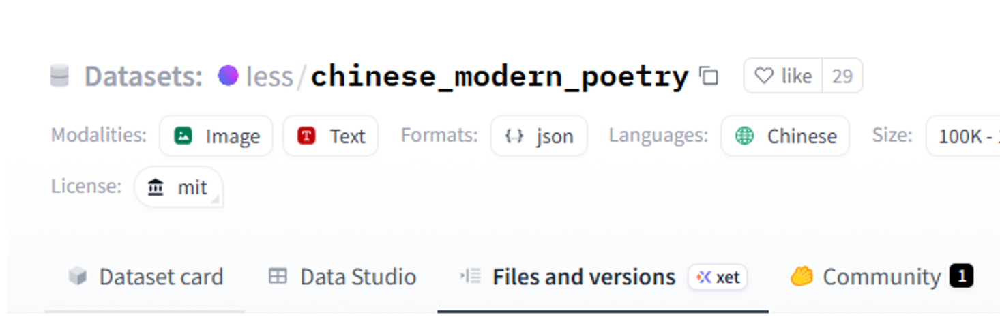 Datasets: less/chinese_modern_poetry like 29
Modalities: Image Text Formats: json Languages: Chinese Size: 100K -
License: mit
Dataset card Data Studio Files and versions xet Community 1